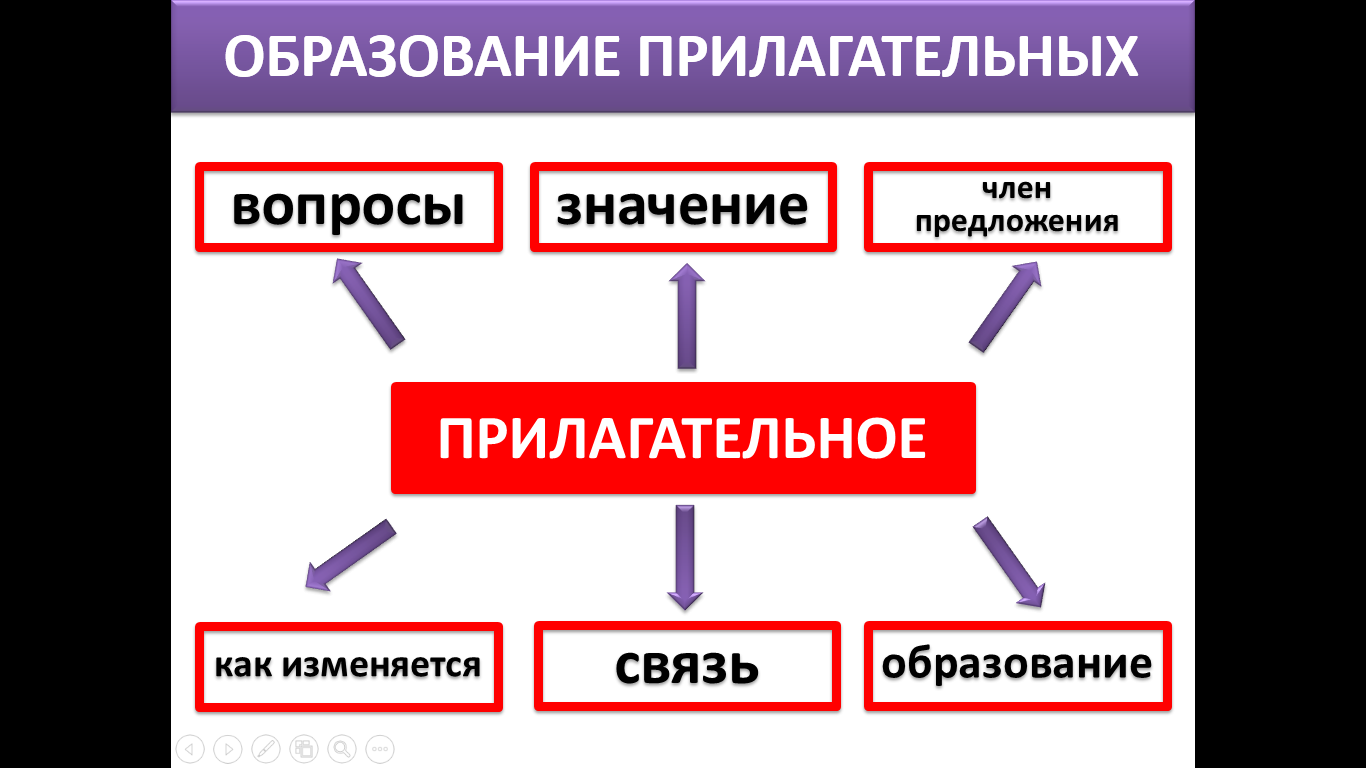 ОБРАЗОВАНИЕ ПРИЛАГАТЕЛЬНЫХ
вопросы
значение
член
предложения
ПРИЛАГАТЕЛЬНОЕ
как изменяется
связь
образование